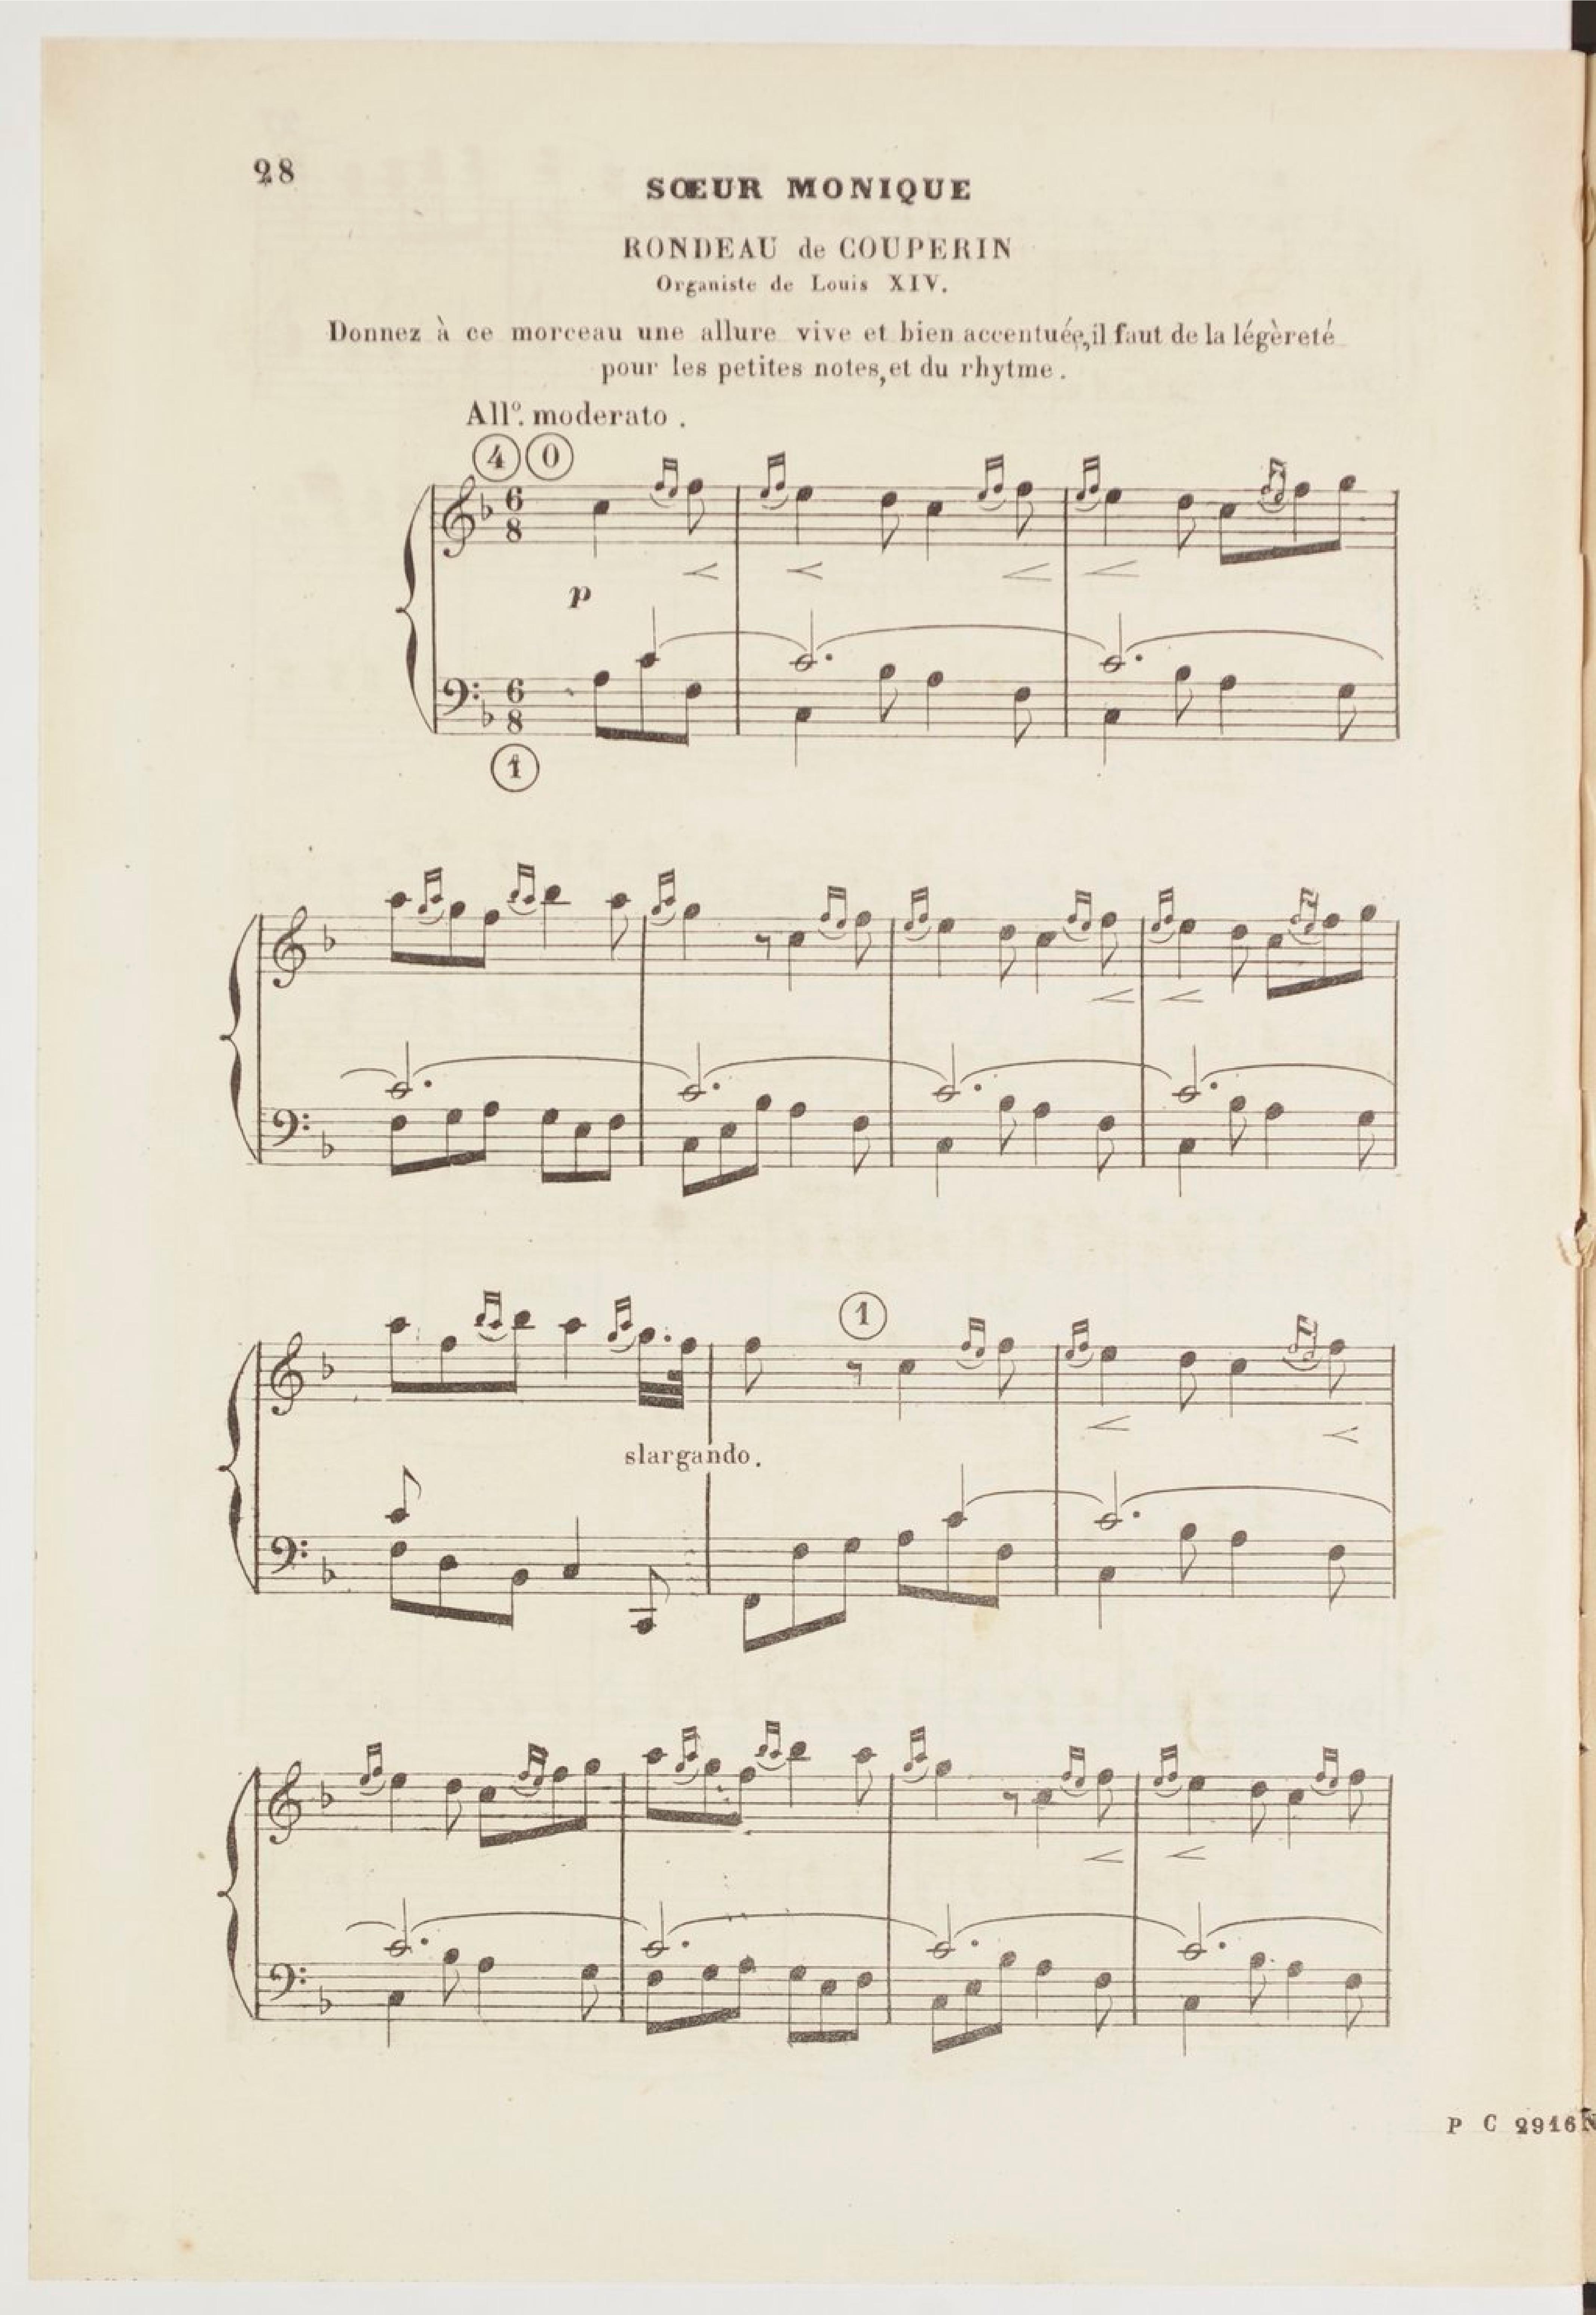 28
SŒUR MONIQUE
RONDEAU de COUPERIN
Organiste de Louis XIV.
Donnez à ce morceau une allure vive et bien accentuée, il faut de la légèreté
pour les petites notes, et du rhytme.
All°. moderato.
4 0
6
8
p
6
8
1
1
slargando.
P C 2916